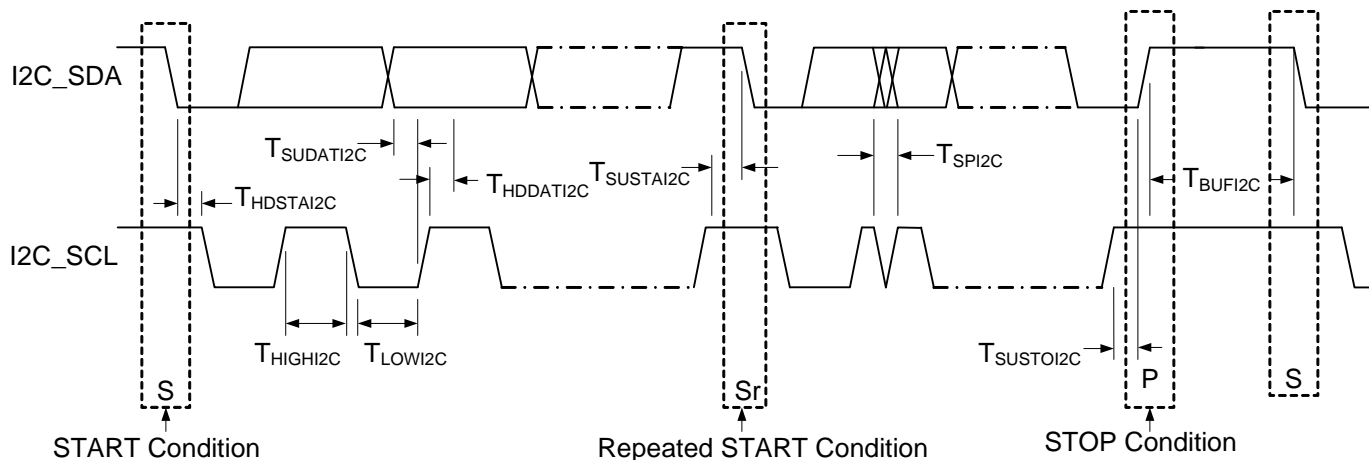 I2C_SDA
TSUDATI2C
THDDATI2C
TSUSTAI2C
TSPI2C
TBUFI2C
THDSTAI2C
I2C_SCL
THIGHI2C
TLOWI2C
TSUSTOI2C
S
Sr
P
S
START Condition
Repeated START Condition
STOP Condition